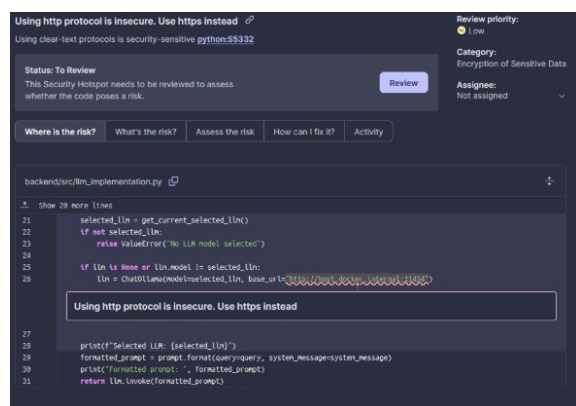 Using http protocol is insecure. Use https instead
Using clear-text protocols is security-sensitive python:S5332
Review priority:
Low
Category:
Encryption of Sensitive Data
Assignee:
Not assigned
Status: To Review
This Security Hotspot needs to be reviewed to assess
whether the code poses a risk.
Review
Where is the risk? What's the risk? Assess the risk How can I fix it? Activity
backend/src/llm_implementation.py
Show 20 more lines
21 selected_llm = get_current_selected_llm()
22 if not selected_llm:
23 raise ValueError("No LLM model selected")
24
25 if llm is None or llm.model != selected_llm:
26 llm = ChatOllama(model=selected_llm, base_url="http://host.docker.internal:11434")
Using http protocol is insecure. Use https instead
27
28 print(f"Selected LLM: {selected_llm}")
29 formatted_prompt = prompt.format(query=query, system_message=system_message)
30 print("Formatted prompt: ", formatted_prompt)
31 return llm.invoke(formatted_prompt)